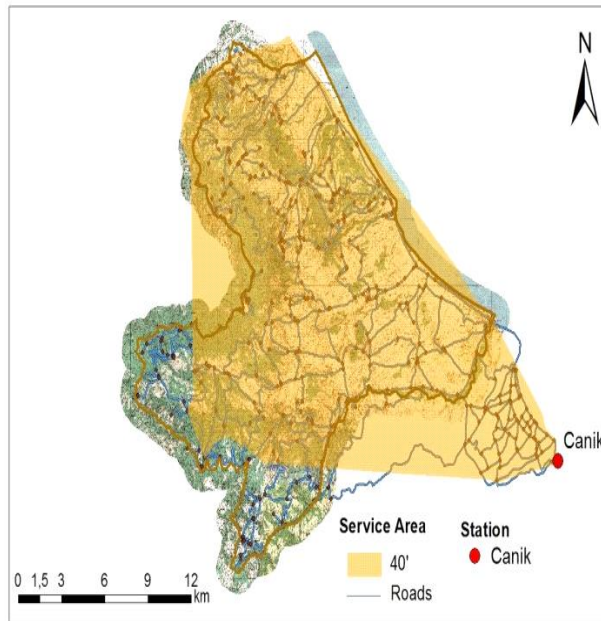 N
Canik
Service Area
40'
Roads
Station
Canik
0 1,5 3 6 9 12
km